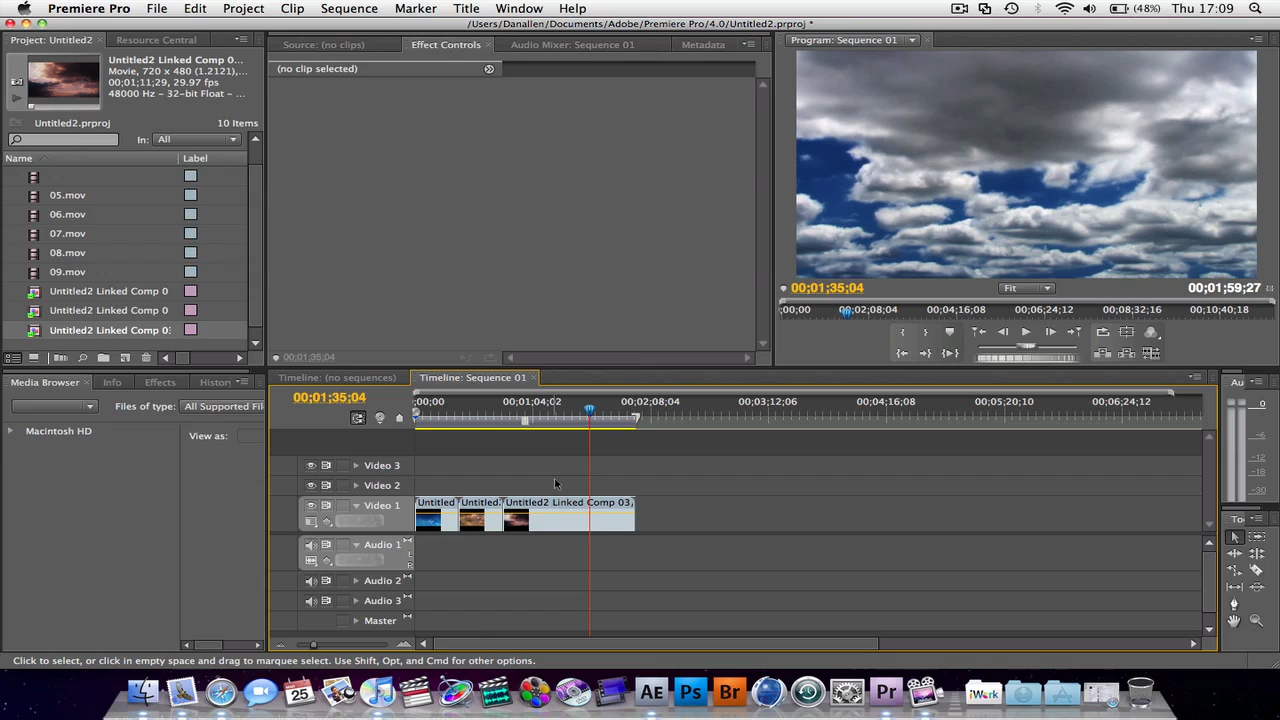 Premiere Pro File Edit Project Clip Sequence Marker Title Window Help (48%) Thu 17:09
/Users/Danallen/Documents/Adobe/Premiere Pro/4.0/Untitled2.prproj *
Project: Untitled2 Resource Central
Untitled2 Linked Comp 0...
Movie, 720 x 480 (1.2121), ...
00;01;11;29, 29.97 fps
48000 Hz - 32-bit Float - ...
Untitled2.prproj 10 Items
In: All
Name Label
05.mov
06.mov
07.mov
08.mov
09.mov
Untitled2 Linked Comp 0
Untitled2 Linked Comp 0
Untitled2 Linked Comp 03
Source: (no clips) Effect Controls Audio Mixer: Sequence 01 Metadata
(no clip selected)
00;01;35;04
Program: Sequence 01
00;01;35;04 Fit 00;01;59;27
;00;00 00;02;08;04 00;04;16;08 00;06;24;12 00;08;32;16 00;10;40;18
Media Browser Info Effects Histor
Files of type: All Supported Fil
Macintosh HD View as:
Timeline: (no sequences) Timeline: Sequence 01
00;01;35;04 ;00;00 00;01;04;02 00;02;08;04 00;03;12;06 00;04;16;08 00;05;20;10 00;06;24;12
Video 3
Video 2
Video 1 Untitled Untitled. Untitled2 Linked Comp 03,
Audio 1
L
R
Audio 2
Audio 3
Master
Au
0
-6
-12
-18
-30
To
Click to select, or click in empty space and drag to marquee select. Use Shift, Opt, and Cmd for other options.
25 AE Ps Br Pr iWork